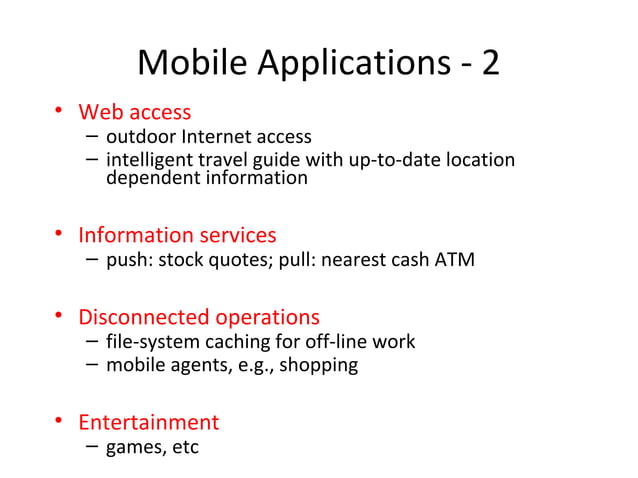 Mobile Applications - 2
• Web access
– outdoor Internet access
– intelligent travel guide with up-to-date location
dependent information
• Information services
– push: stock quotes; pull: nearest cash ATM
• Disconnected operations
– file-system caching for off-line work
– mobile agents, e.g., shopping
• Entertainment
– games, etc